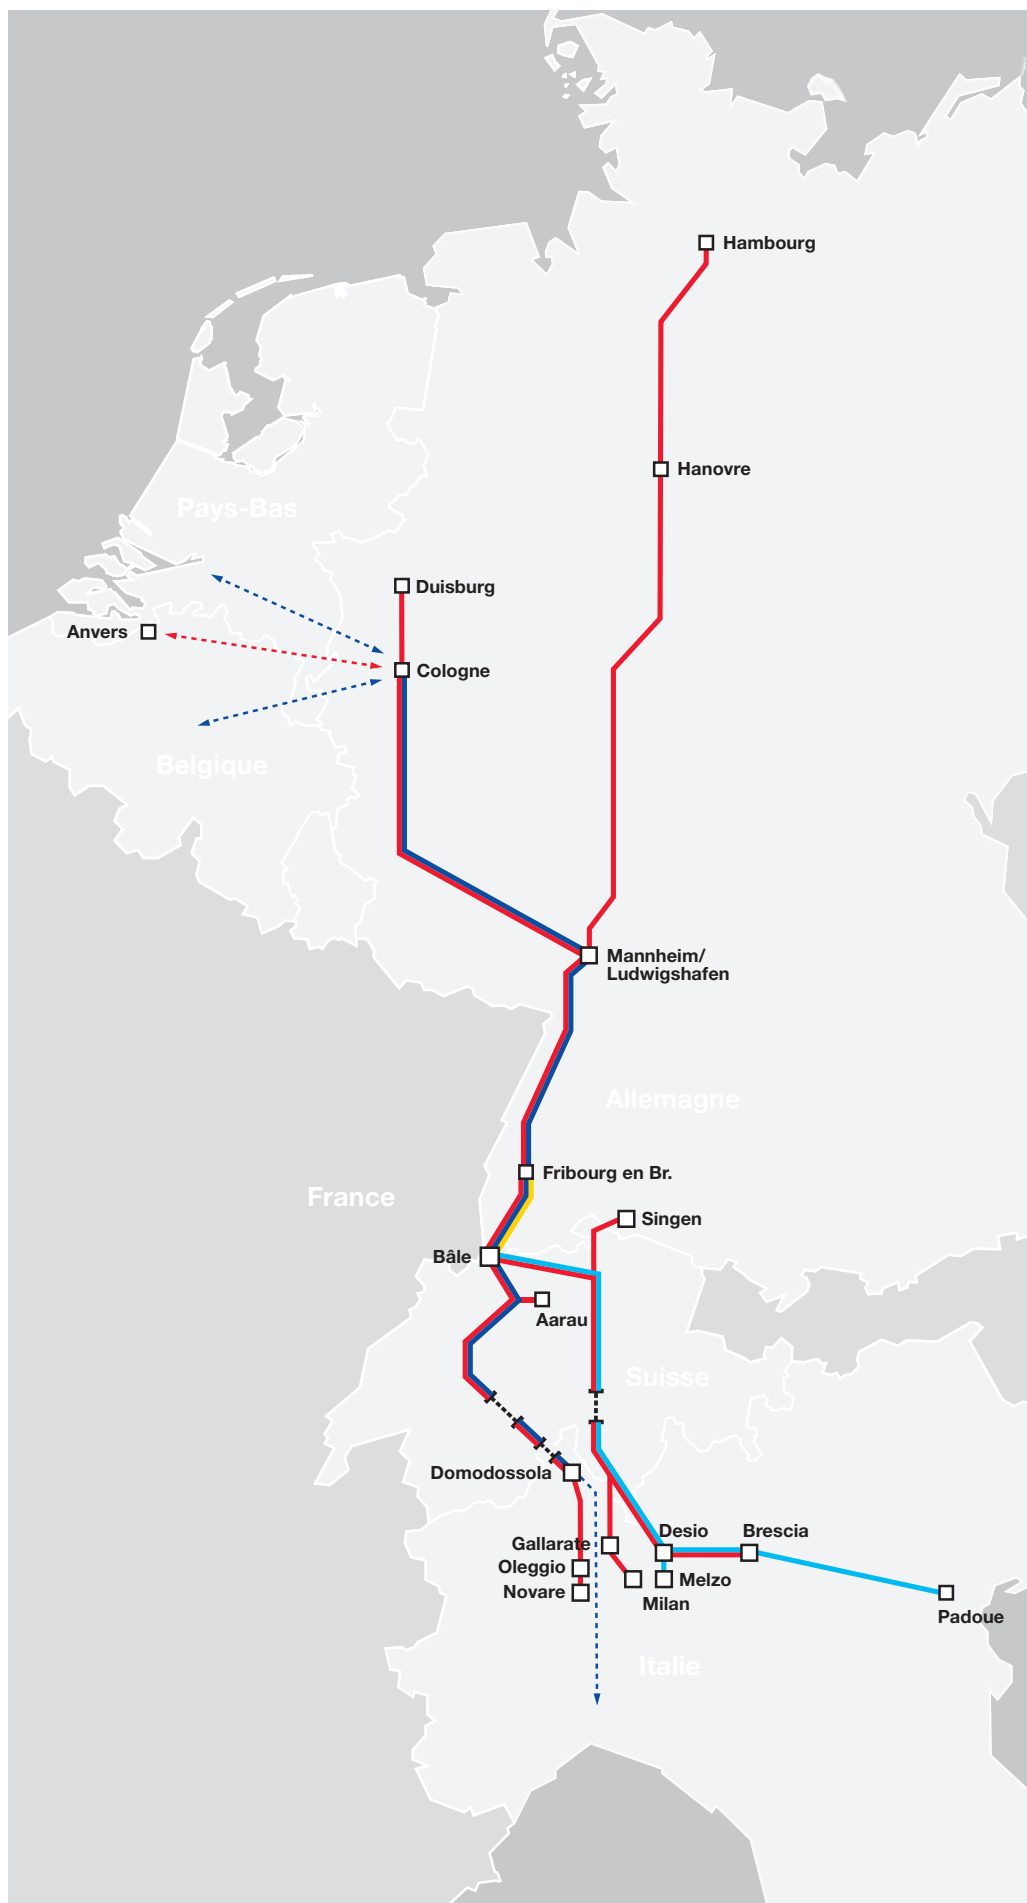 Hambourg
Hanovre
Pays-Bas
Duisburg
Anvers
Cologne
Belgique
Mannheim/
Ludwigshafen
Allemagne
Fribourg en Br.
France
Singen
Bâle
Aarau
Suisse
Domodossola
Desio
Brescia
Gallarate
Oleggio
Melzo
Novare
Milan
Padoue
Italie